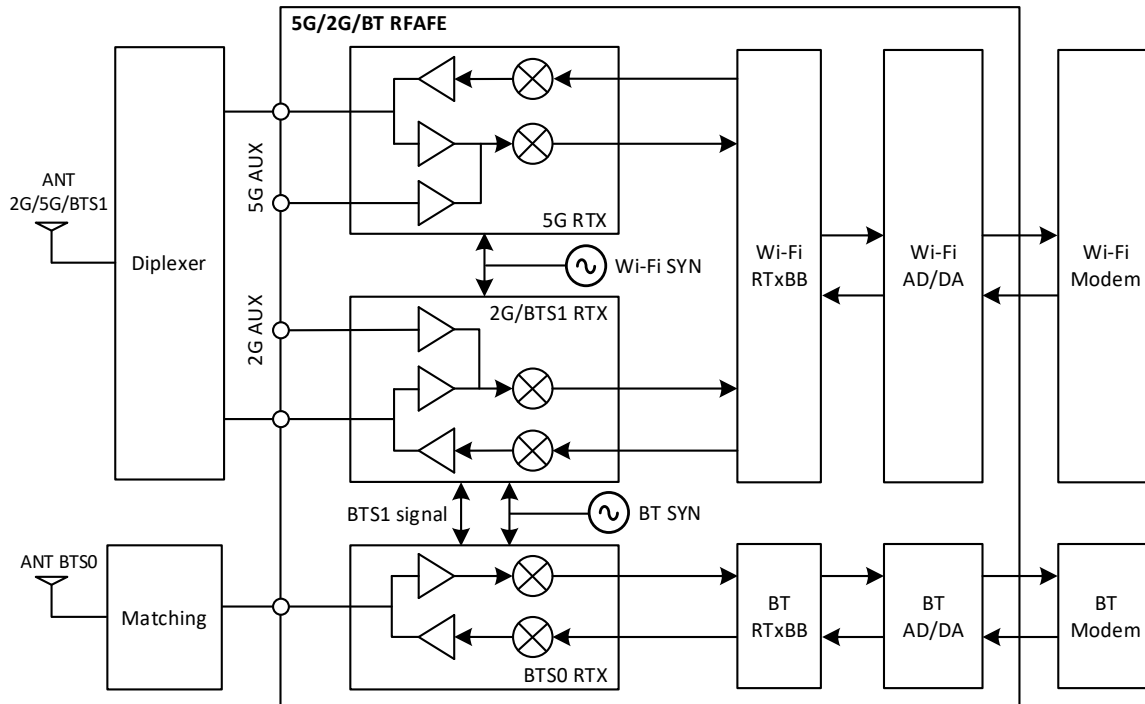 5G/2G/BT RFAFE
ANT
2G/5G/BTS1
Diplexer
5G AUX
5G RTX
Wi-Fi SYN
2G AUX
2G/BTS1 RTX
Wi-Fi
RTxBB
Wi-Fi
AD/DA
Wi-Fi
Modem
BTS1 signal
BT SYN
ANT BTS0
Matching
BTS0 RTX
BT
RTxBB
BT
AD/DA
BT
Modem